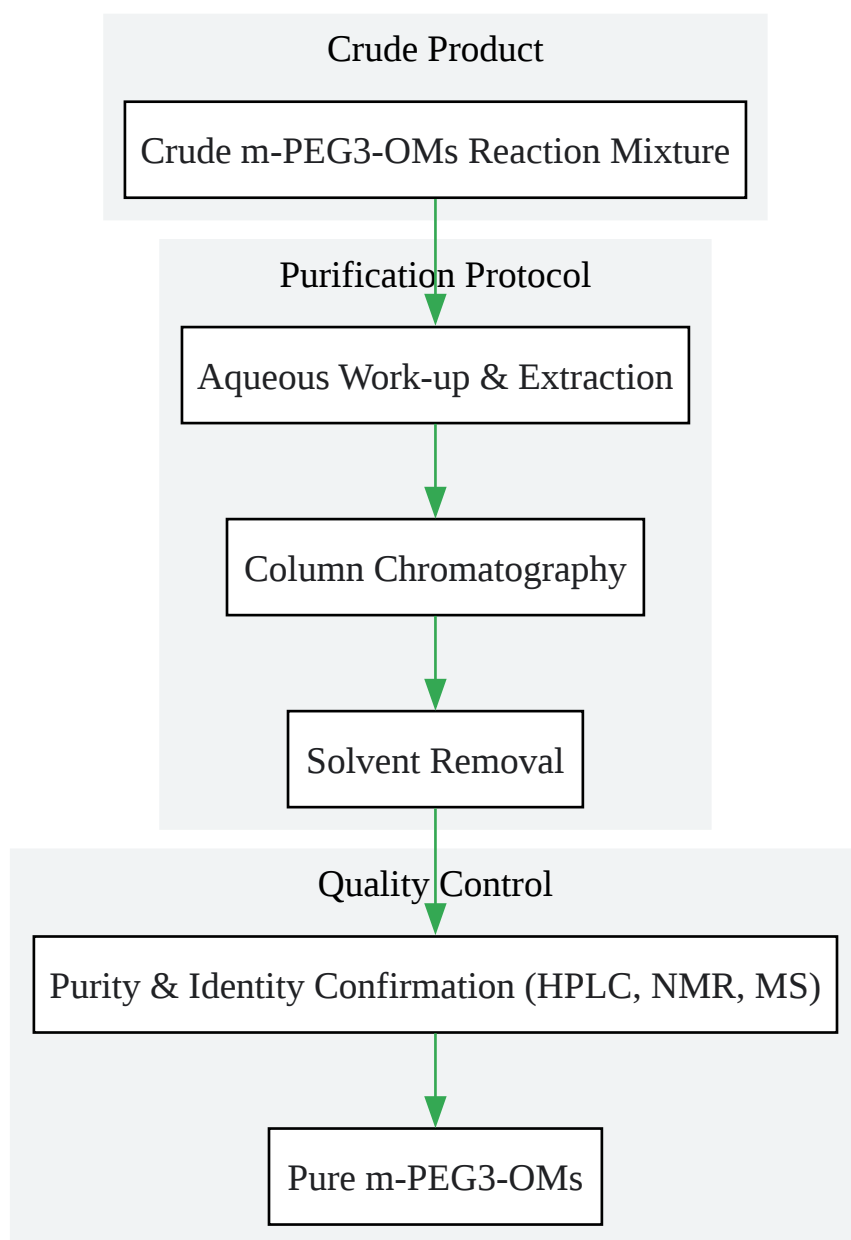 Crude Product
Crude m-PEG3-OMs Reaction Mixture
Purification Protocol
Aqueous Work-up & Extraction
Column Chromatography
Solvent Removal
Quality Control
Purity & Identity Confirmation (HPLC, NMR, MS)
Pure m-PEG3-OMs